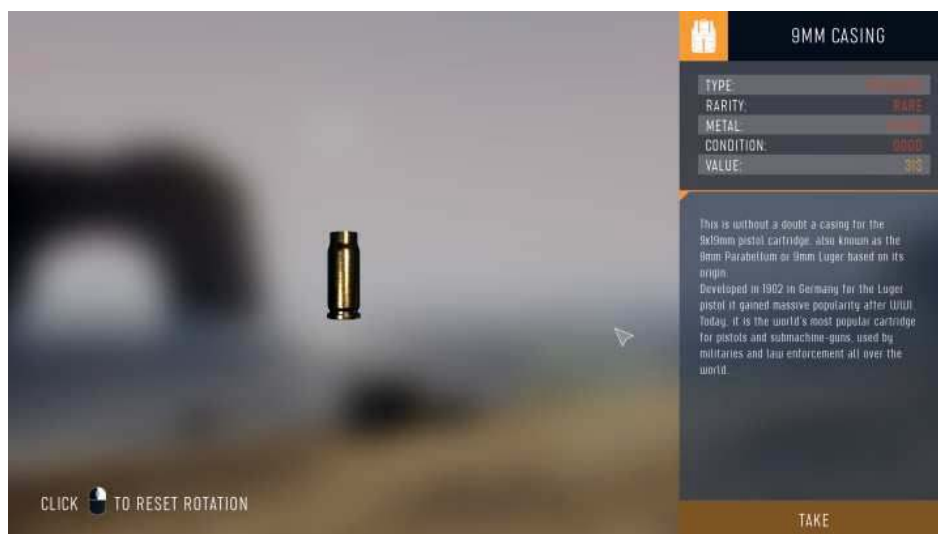 9MM CASING
TYPE:
RARITY: RARE
METAL:
CONDITION: GOOD
VALUE: 31$
This is without a doubt a casing for the
9x19mm pistol cartridge, also known as the
9mm Parabellum or 9mm Luger based on its
origin.
Developed in 1902 in Germany for the Luger
pistol it gained massive popularity after WWI.
Today, it is the world's most popular cartridge
for pistols and submachine-guns, used by
militaries and law enforcement all over the
world.
CLICK TO RESET ROTATION
TAKE